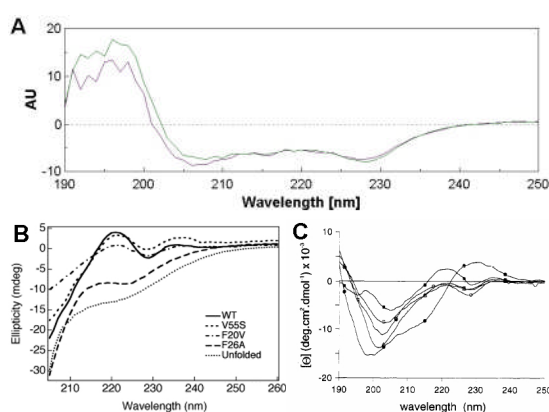 A
20
10
AU
0
-10
190 200 210 220 230 240 250
Wavelength [nm]
B
5
0
-5
-10
-15
-20
-25
-30
Ellipticity (mdeg)
WT
V55S
F20V
F26A
Unfolded
210 220 230 240 250 260
Wavelength (nm)
C
10
0
-10
-20
[Θ] (deg.cm².dmol⁻¹) x 10⁻³
190 200 210 220 230 240 250
wavelength (nm)